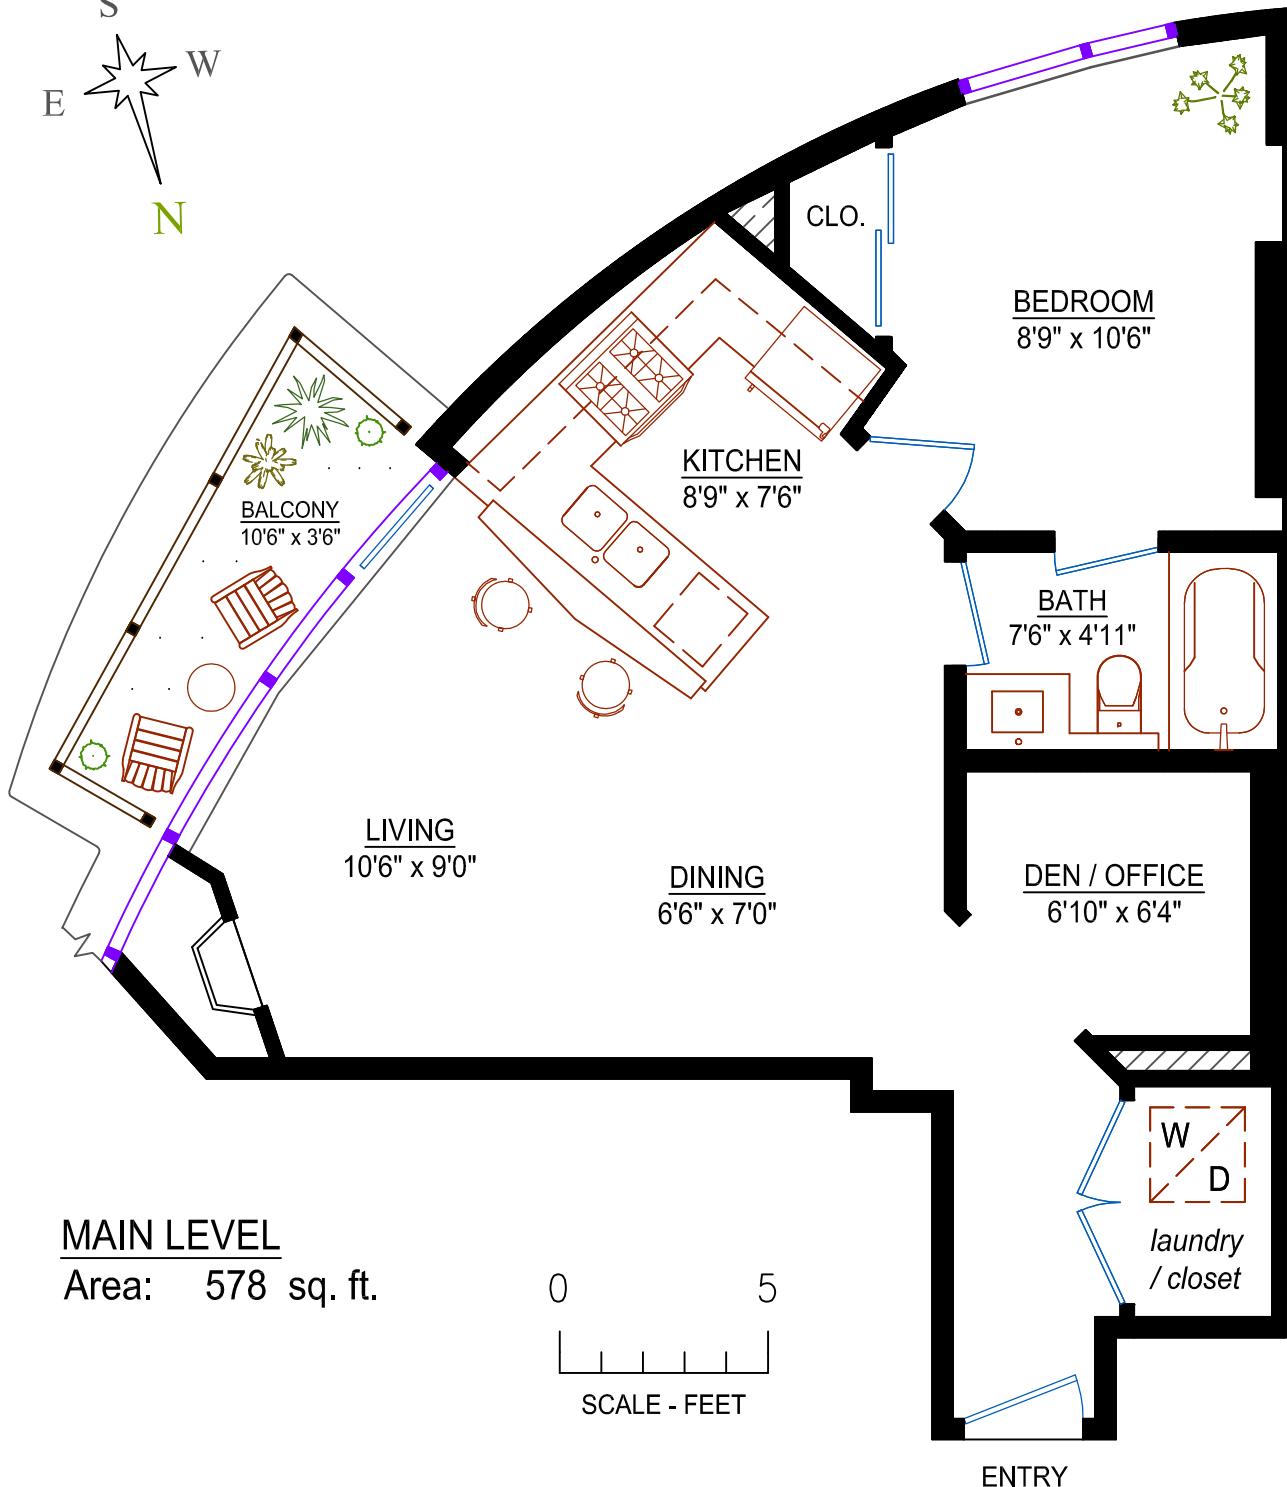 S
W
E
N
CLO.
BEDROOM
8'9" x 10'6"
KITCHEN
8'9" x 7'6"
BALCONY
10'6" x 3'6"
BATH
7'6" x 4'11"
LIVING
10'6" x 9'0"
DINING
6'6" x 7'0"
DEN / OFFICE
6'10" x 6'4"
W
D
laundry
/ closet
MAIN LEVEL
Area: 578 sq. ft.
0 5
SCALE - FEET
ENTRY